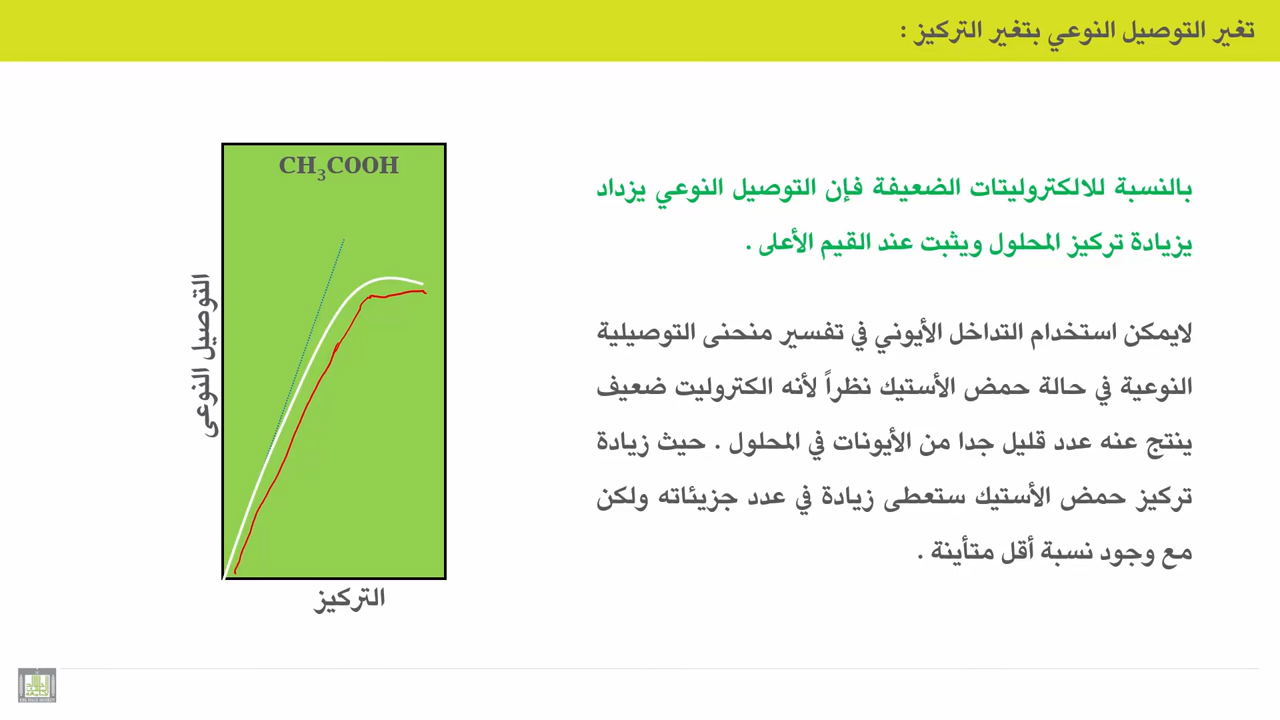 تغير التوصيل النوعي بتغير التركيز :
بالنسبة للالكتروليتات الضعيفة فإن التوصيل النوعي يزداد
يزيادة تركيز المحلول ويثبت عند القيم الأعلى .
لايمكن استخدام التداخل الأيوني في تفسير منحنى التوصيلية
النوعية في حالة حمض الأستيك نظراً لأنه الكتروليت ضعيف
ينتج عنه عدد قليل جدا من الأيونات في المحلول . حيث زيادة
تركيز حمض الأستيك ستعطى زيادة في عدد جزيئاته ولكن
مع وجود نسبة أقل متأينة .
CH₃COOH
التوصيل النوعى
التركيز